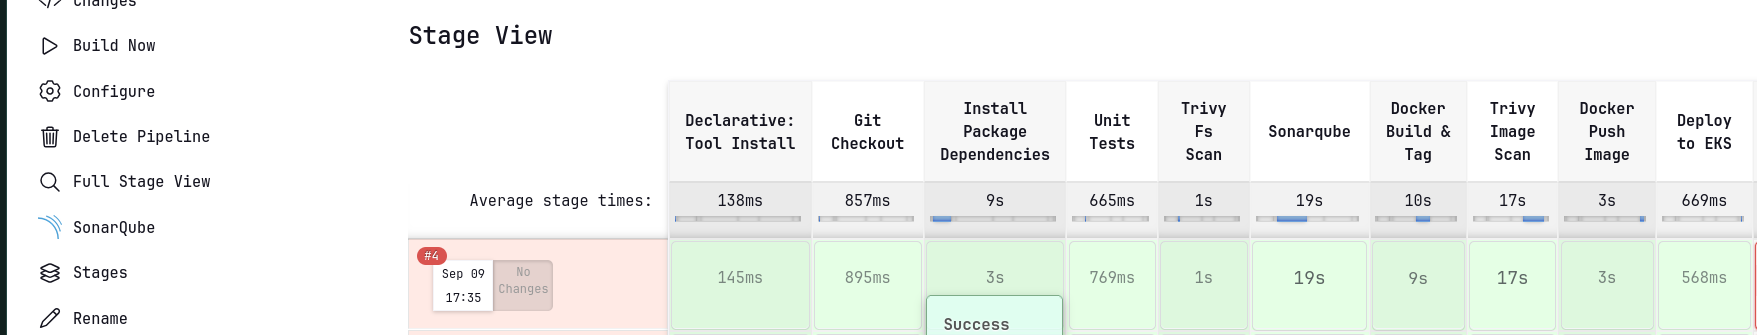 Changes
Build Now
Configure
Delete Pipeline
Full Stage View
SonarQube
Stages
Rename
Stage View
Declarative:
Tool Install
Git
Checkout
Install
Package
Dependencies
Unit
Tests
Trivy
Fs
Scan
Sonarqube
Docker
Build &
Tag
Trivy
Image
Scan
Docker
Push
Image
Deploy
to EKS
Average stage times:
138ms
857ms
9s
665ms
1s
19s
10s
17s
3s
669ms
#4
Sep 09
17:35
No
Changes
145ms
895ms
3s
769ms
1s
19s
9s
17s
3s
568ms
Success